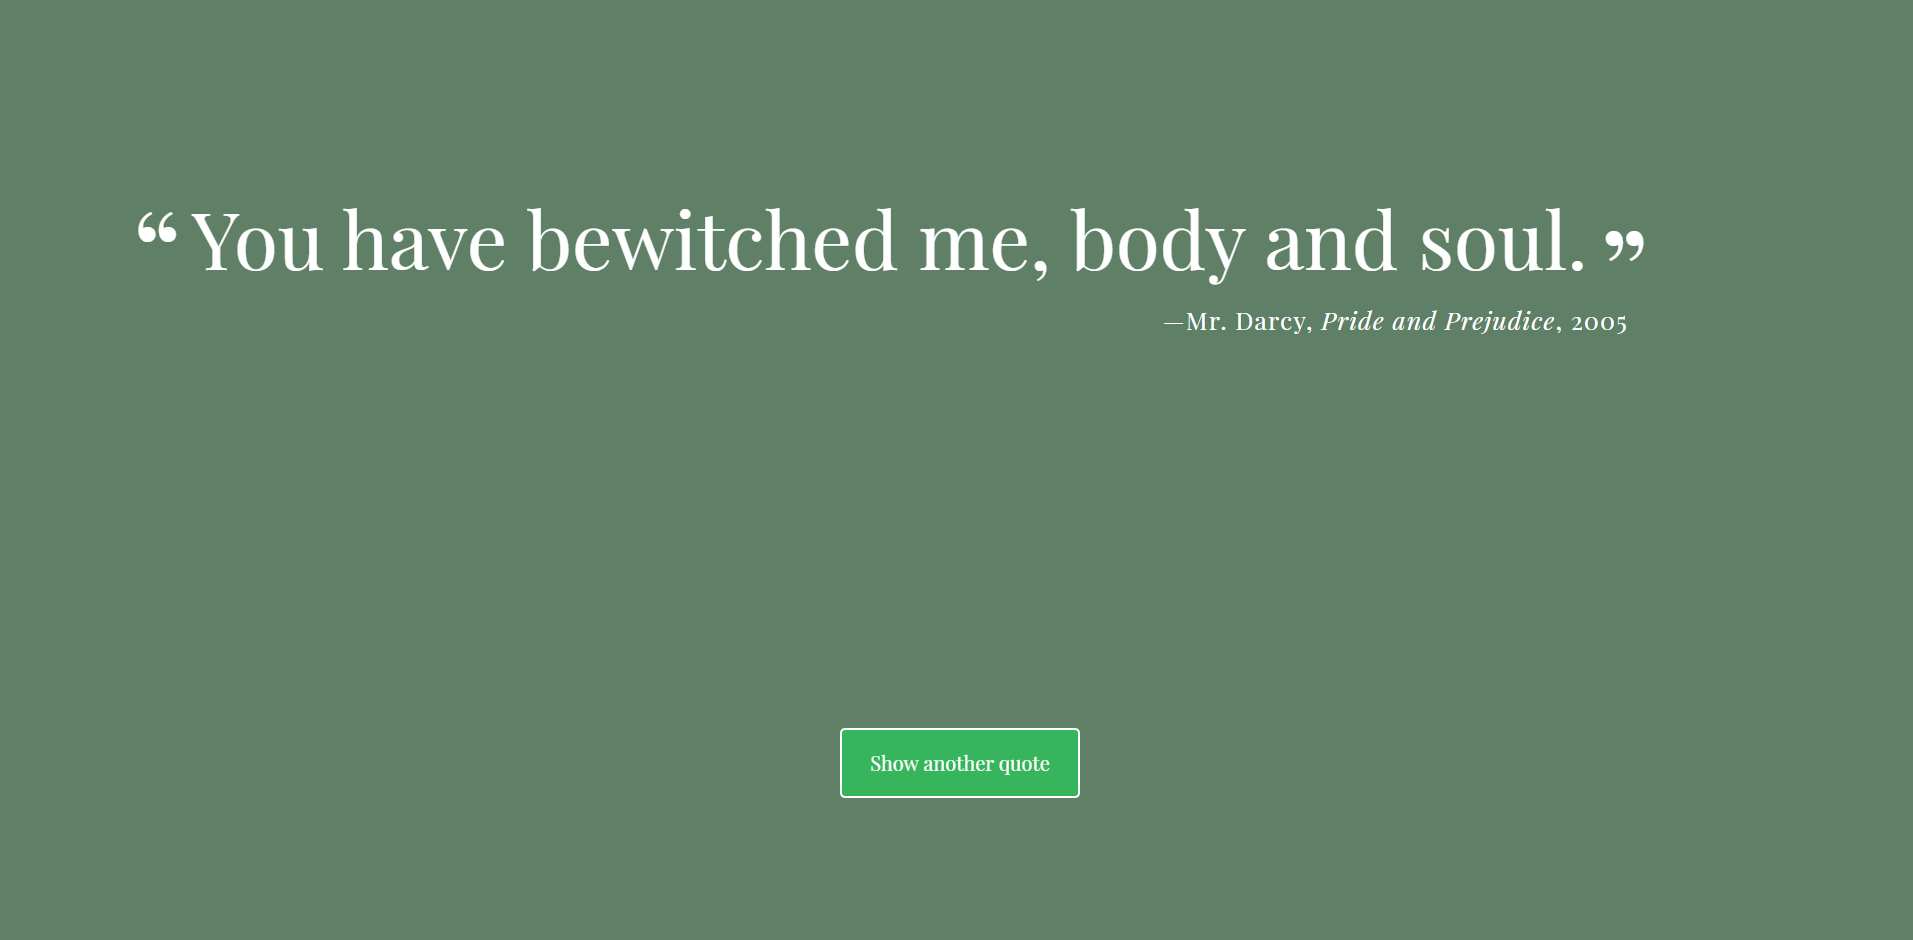 “ You have bewitched me, body and soul. ”
—Mr. Darcy, Pride and Prejudice, 2005
Show another quote